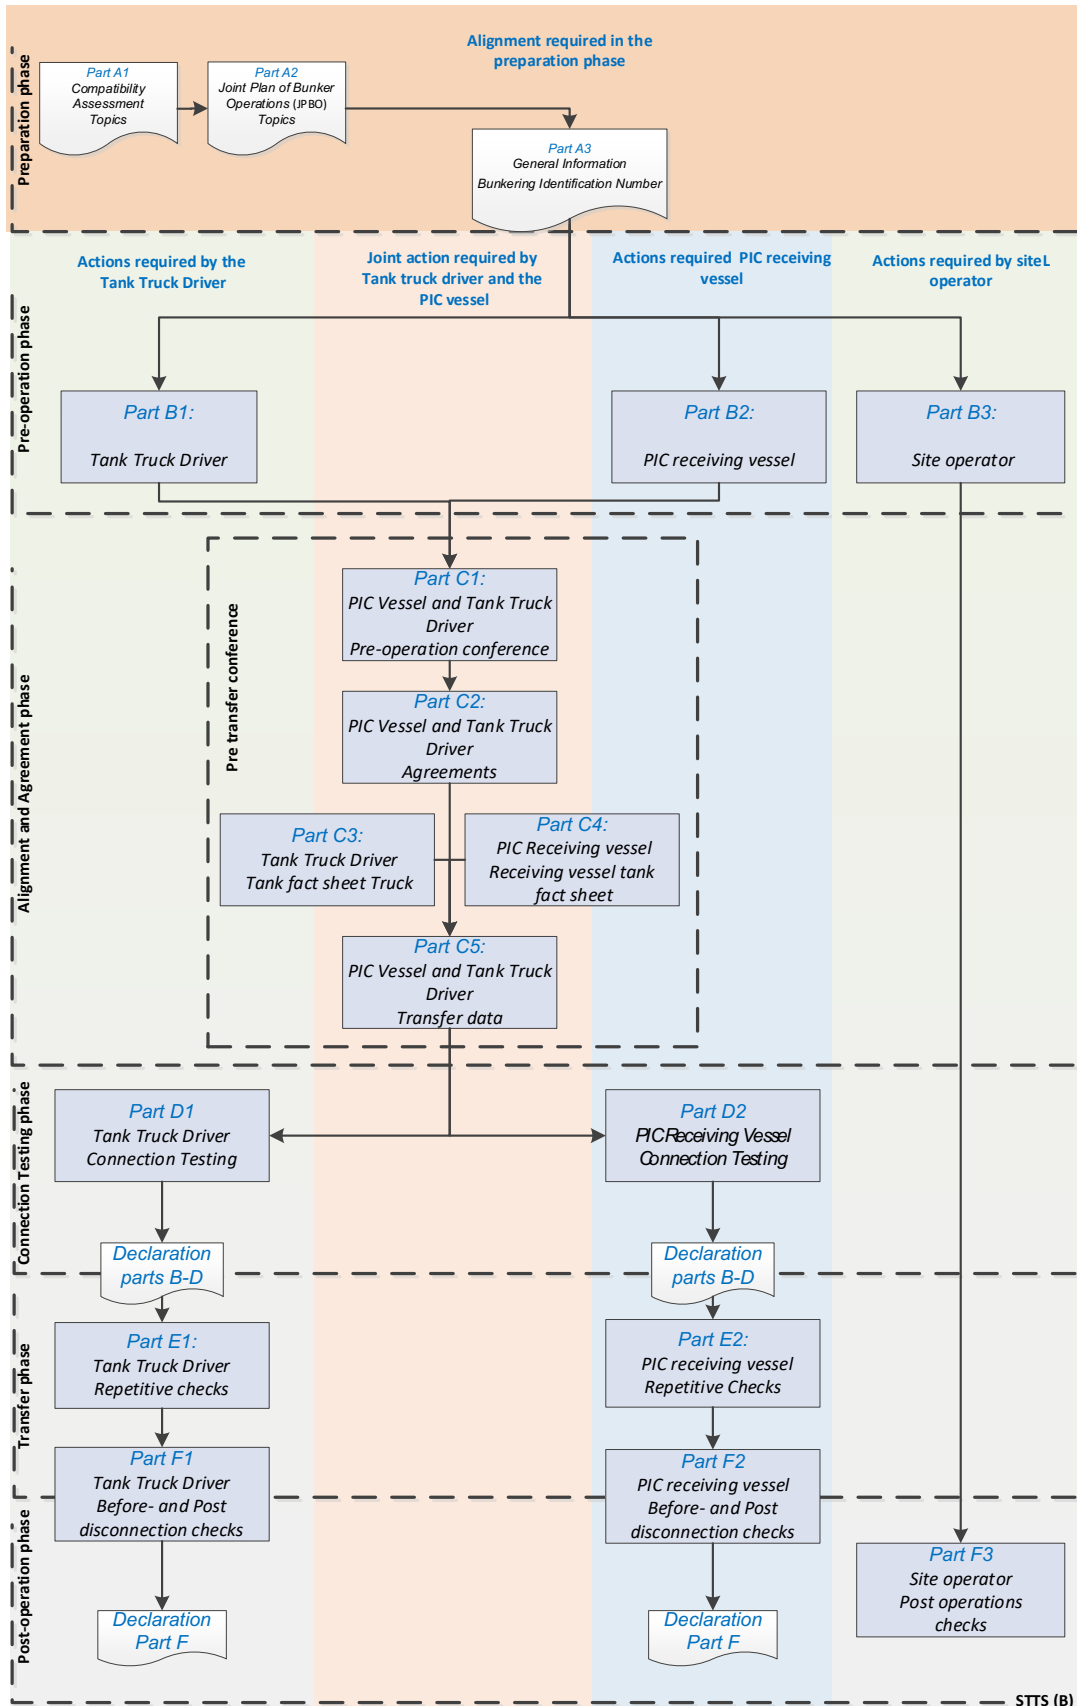 Preparation phase
Alignment required in the
preparation phase
Part A1
Compatibility
Assessment
Topics
Part A2
Joint Plan of Bunker
Operations (JPBO)
Topics
Part A3
General Information
Bunkering Identification Number
Pre-operation phase
Actions required by the
Tank Truck Driver
Joint action required by
Tank truck driver and the
PIC vessel
Actions required PIC receiving
vessel
Actions required by siteL
operator
Part B1:
Tank Truck Driver
Part B2:
PIC receiving vessel
Part B3:
Site operator
Alignment and Agreement phase
Pre transfer conference
Part C1:
PIC Vessel and Tank Truck
Driver
Pre-operation conference
Part C2:
PIC Vessel and Tank Truck
Driver
Agreements
Part C3:
Tank Truck Driver
Tank fact sheet Truck
Part C4:
PIC Receiving vessel
Receiving vessel tank
fact sheet
Part C5:
PIC Vessel and Tank Truck
Driver
Transfer data
Connection Testing phase
Part D1
Tank Truck Driver
Connection Testing
Part D2
PIC Receiving Vessel
Connection Testing
Declaration
parts B-D
Declaration
parts B-D
Transfer phase
Part E1:
Tank Truck Driver
Repetitive checks
Part E2:
PIC receiving vessel
Repetitive Checks
Part F1
Tank Truck Driver
Before- and Post
disconnection checks
Part F2
PIC receiving vessel
Before- and Post
disconnection checks
Post-operation phase
Part F3
Site operator
Post operations
checks
Declaration
Part F
Declaration
Part F
STTS (B)